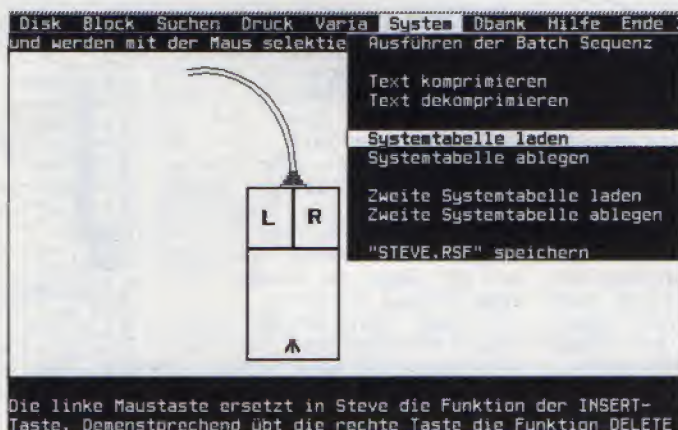 Disk Block Suchen Druck Varia System Dbank Hilfe Ende
und werden mit der Maus selektie
Ausführen der Batch Sequenz
Text komprimieren
Text dekomprimieren
Systemtabelle laden
Systemtabelle ablegen
Zweite Systemtabelle laden
Zweite Systemtabelle ablegen
"STEVE.RSF" speichern
L R
Die linke Maustaste ersetzt in Steve die Funktion der INSERT-
Taste. Demenstprechend übt die rechte Taste die Funktion DELETE